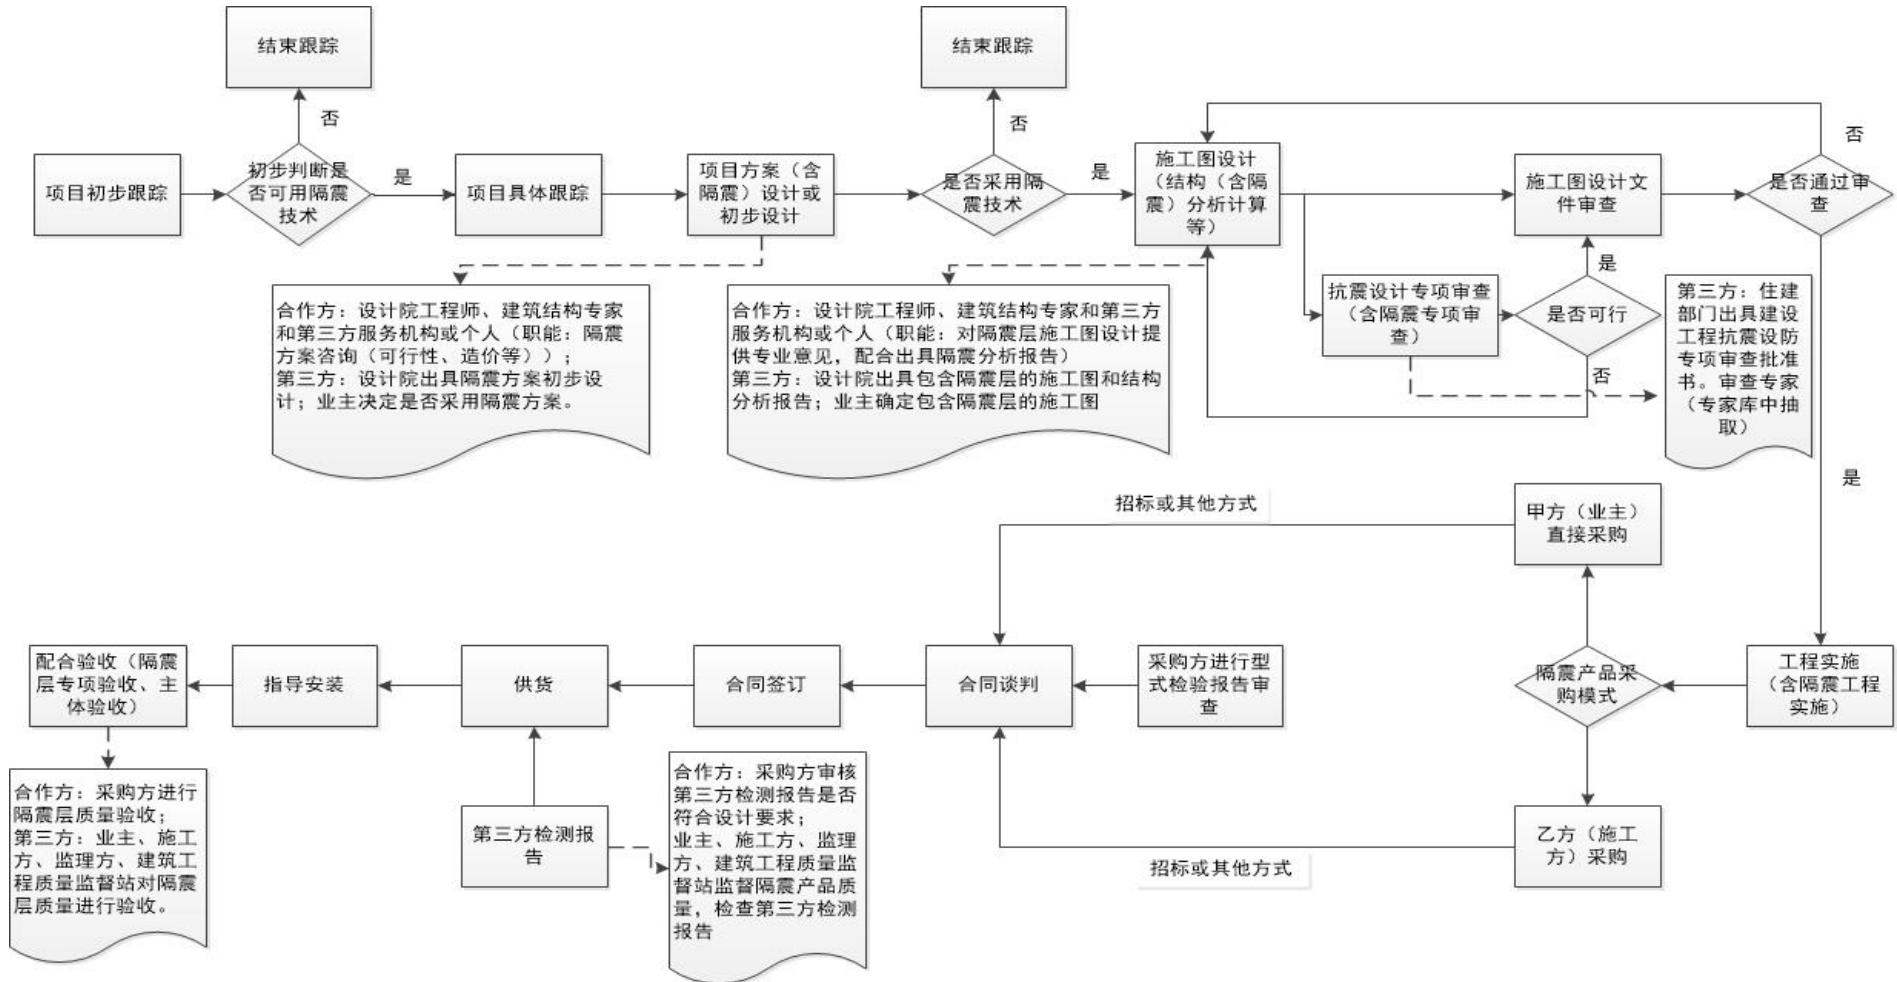 结束跟踪
结束跟踪
否
否
否
项目初步跟踪
初步判断是
否可用隔震
技术
是
项目具体跟踪
项目方案（含
隔震）设计或
初步设计
是否采用隔
震技术
是
施工图设计
（结构（含隔
震）分析计算
等）
施工图设计文
件审查
是否通过审
查
是
抗震设计专项审查
（含隔震专项审
查）
是否可行
否
第三方：住建
部门出具建设
工程抗震设防
专项审查批准
书。审查专家
（专家库中抽
取）
合作方：设计院工程师、建筑结构专家
和第三方服务机构或个人（职能：隔震
方案咨询（可行性、造价等））；
第三方：设计院出具隔震方案初步设
计；业主决定是否采用隔震方案。
合作方：设计院工程师、建筑结构专家和第三方
服务机构或个人（职能：对隔震层施工图设计提
供专业意见，配合出具隔震分析报告）
第三方：设计院出具包含隔震层的施工图和结构
分析报告；业主确定包含隔震层的施工图
是
招标或其他方式
甲方（业主）
直接采购
配合验收（隔震
层专项验收、主
体验收）
指导安装
供货
合同签订
合同谈判
采购方进行型
式检验报告审
查
隔震产品采
购模式
工程实施
（含隔震工程
实施）
合作方：采购方进行
隔震层质量验收；
第三方：业主、施工
方、监理方、建筑工
程质量监督站对隔震
层质量进行验收。
第三方检测报
告
合作方：采购方审核
第三方检测报告是否
符合设计要求；
业主、施工方、监理
方、建筑工程质量监
督站监督隔震产品质
量，检查第三方检测
报告
招标或其他方式
乙方（施工
方）采购